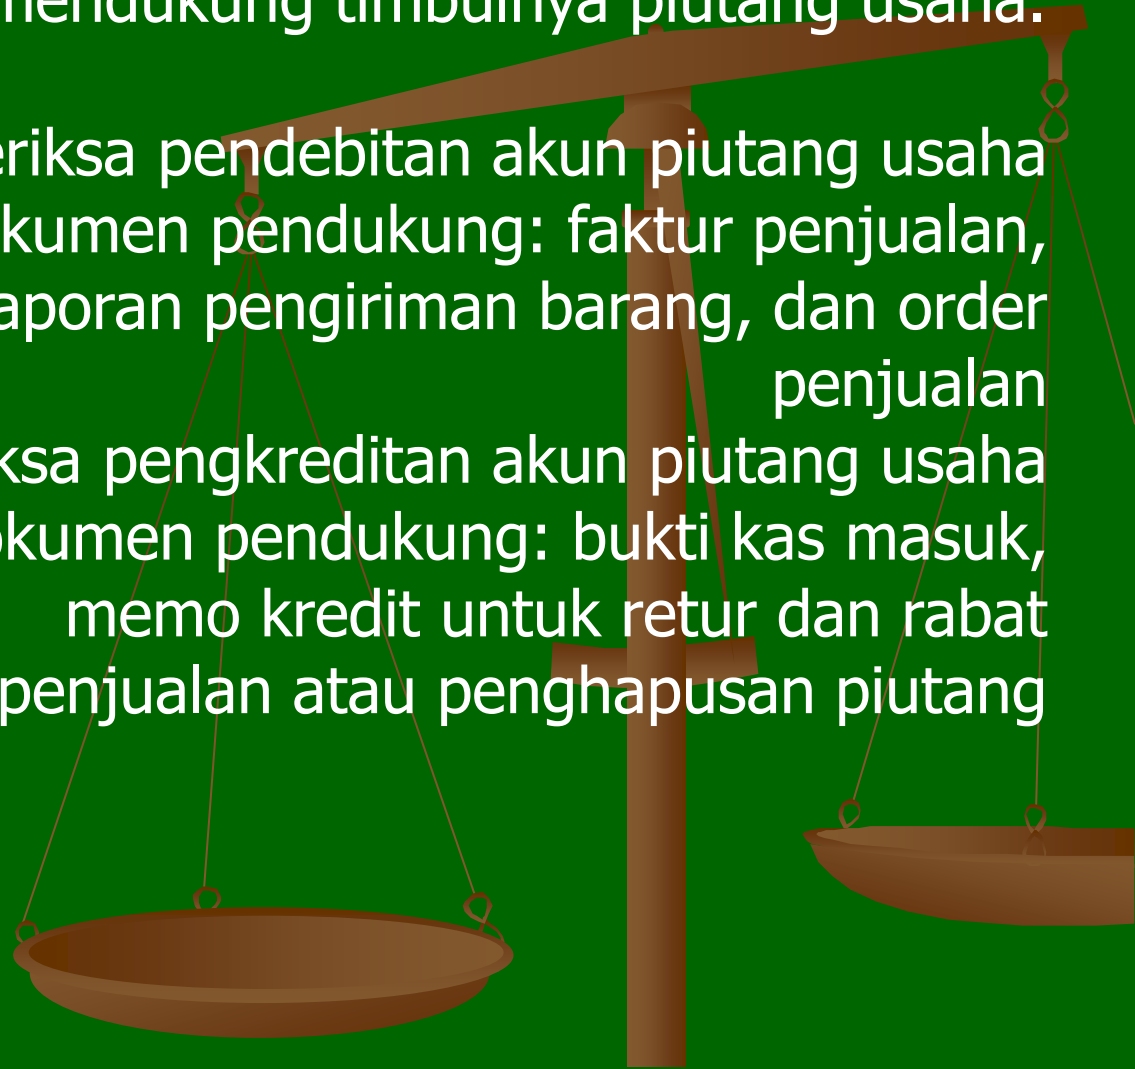 mendukung timbulnya piutang usaha.
eriksa pendebitan akun piutang usaha
kumen pendukung: faktur penjualan,
aporan pengiriman barang, dan order
penjualan
ksa pengkreditan akun piutang usaha
okumen pendukung: bukti kas masuk,
memo kredit untuk retur dan rabat
penjualan atau penghapusan piutang